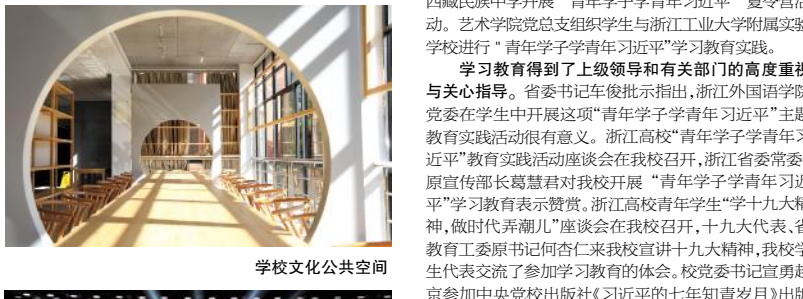 学校文化公共空间
西藏民族中学开展“青年学子学青年习近平”夏令营活
动。艺术学院党总支组织学生与浙江工业大学附属实验
学校进行＂青年学子学青年习近平”学习教育实践。
学习教育得到了上级领导和有关部门的高度重视
与关心指导。省委书记车俊批示指出,浙江外国语学院
党委在学生中开展这项“青年学子学青年习近平”主题
教育实践活动很有意义。浙江高校“青年学子学青年习
近平”教育实践活动座谈会在我校召开,浙江省委常委、
原宣传部长葛慧君对我校开展“青年学子学青年习近
平”学习教育表示赞赏。浙江高校青年学生“学十九大精
神,做时代弄潮儿”座谈会在我校召开,十九大代表、省
教育工委原书记何杏仁来我校宣讲十九大精神,我校学
生代表交流了参加学习教育的体会。校党委书记宣勇赴
京参加中央党校出版社《习近平的七年知青岁月》出版